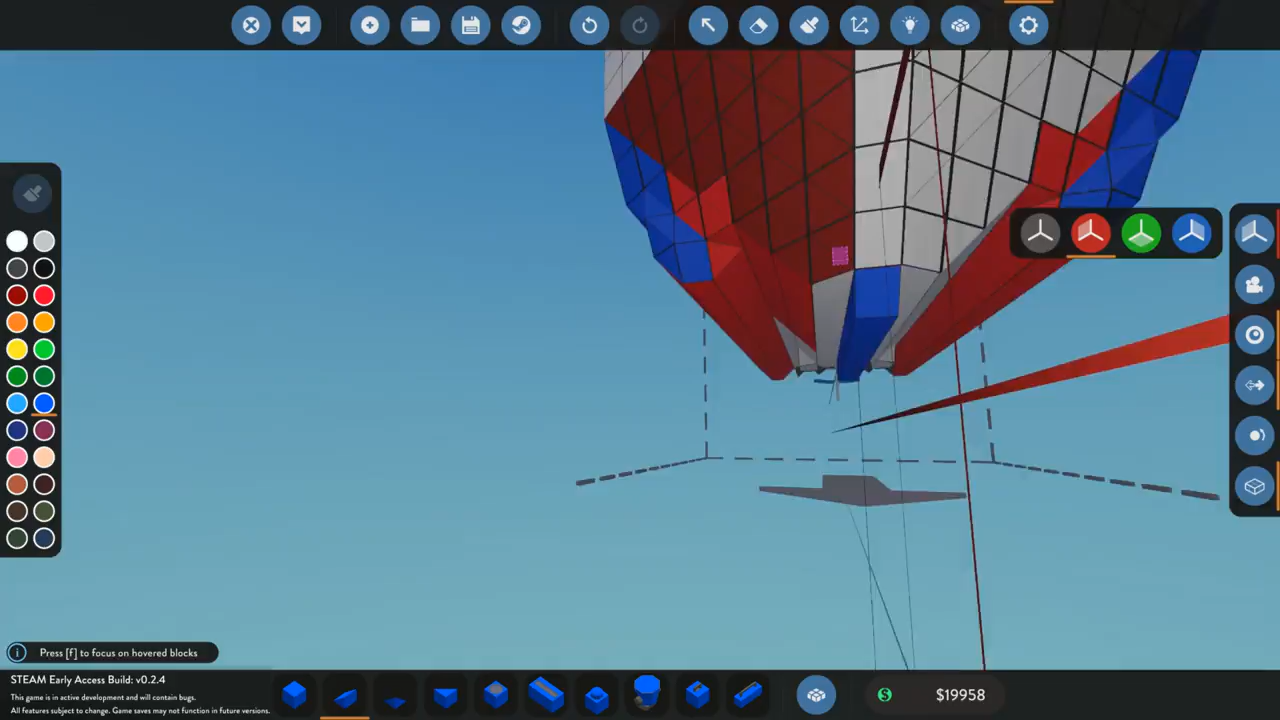 Press [f] to focus on hovered blocks
STEAM Early Access Build: v0.2.4
This game is in active development and will contain bugs.
All features subject to change. Game saves may not function in future versions.
$
$19958